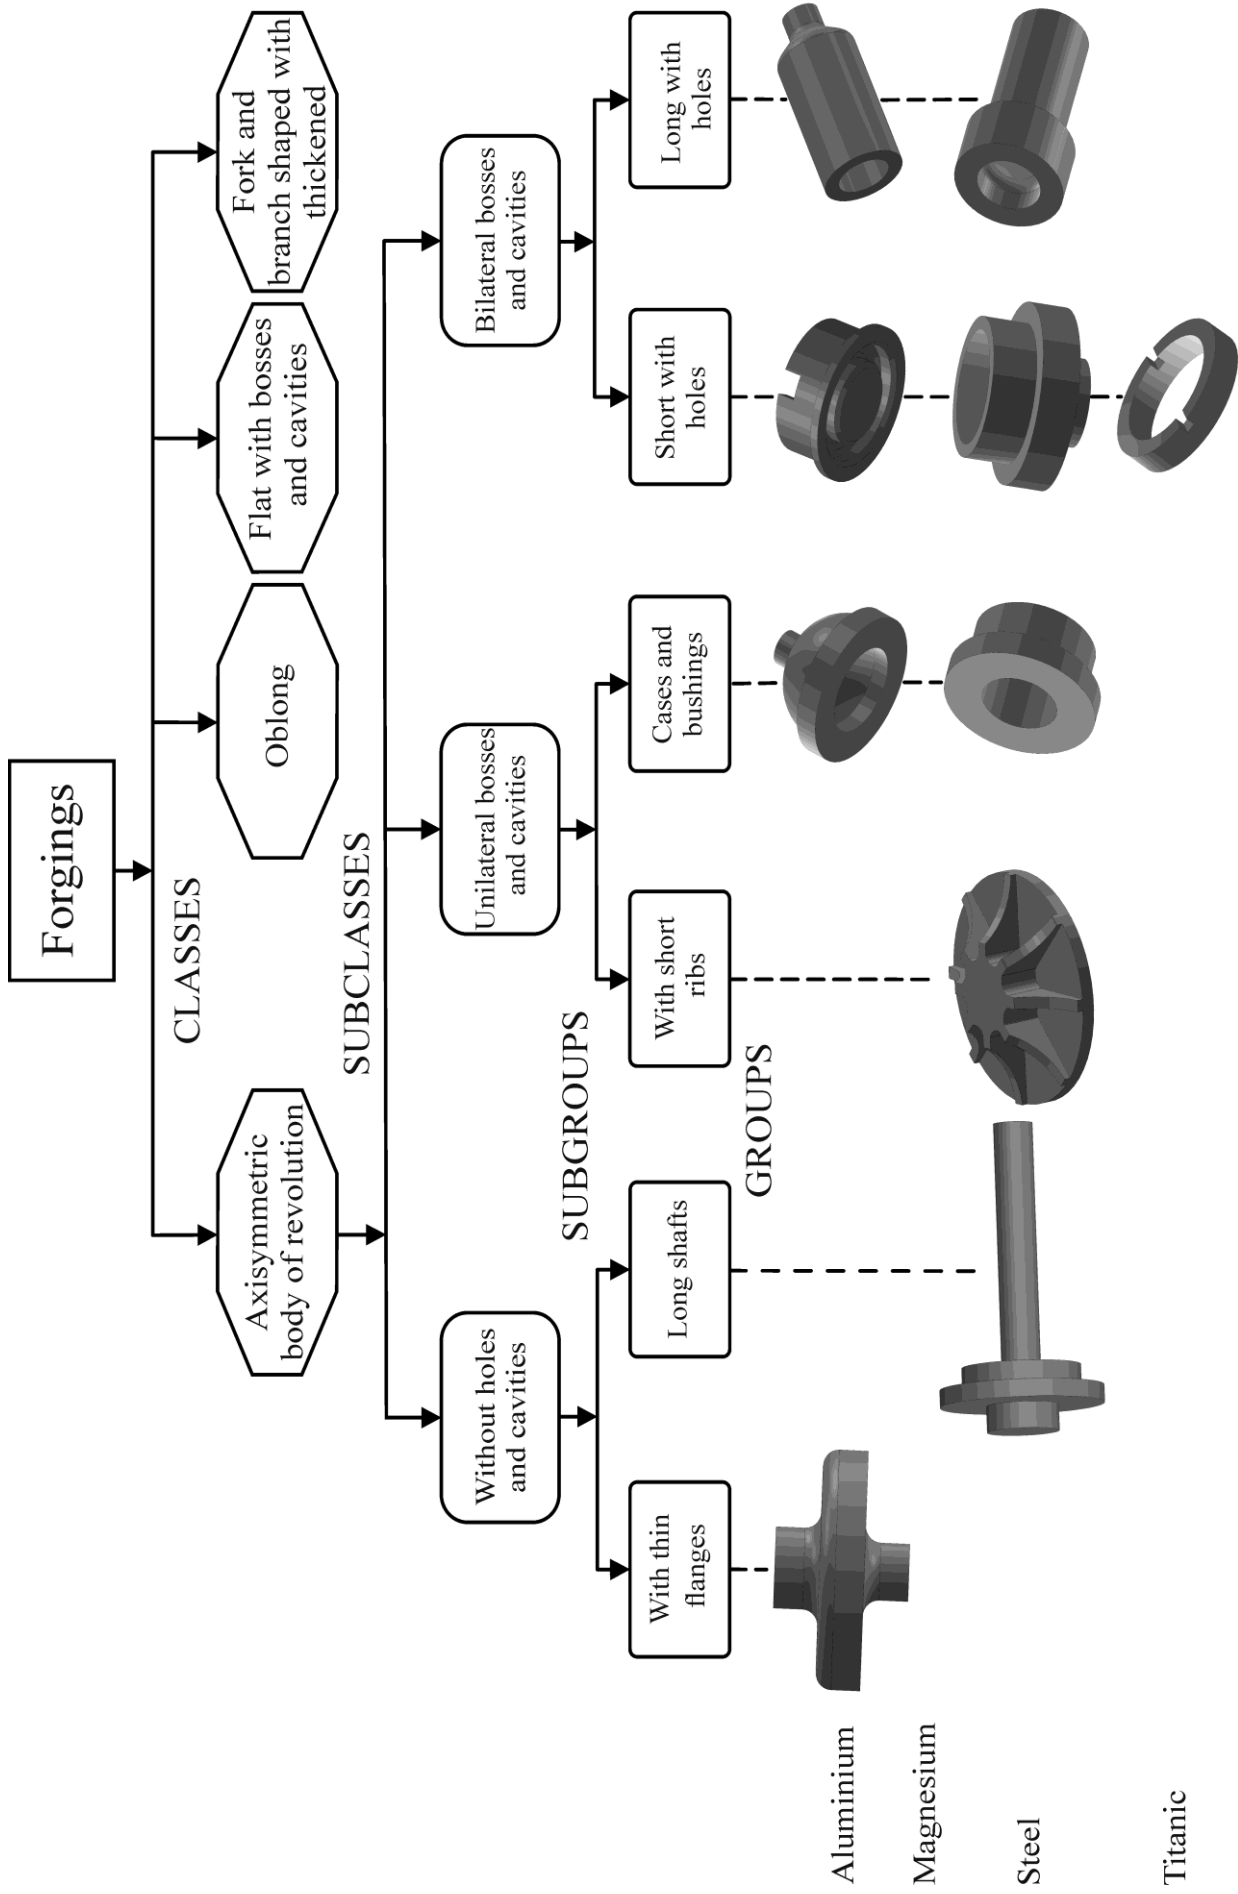 Forgings
CLASSES
Axisymmetric
body of revolution
Oblong
Flat with bosses
and cavities
Fork and
branch shaped with
thickened
SUBCLASSES
Without holes
and cavities
Unilateral bosses
and cavities
Bilateral bosses
and cavities
SUBGROUPS
With thin
flanges
Long shafts
With short
ribs
Cases and
bushings
Short with
holes
Long with
holes
GROUPS
Aluminium
Magnesium
Steel
Titanic